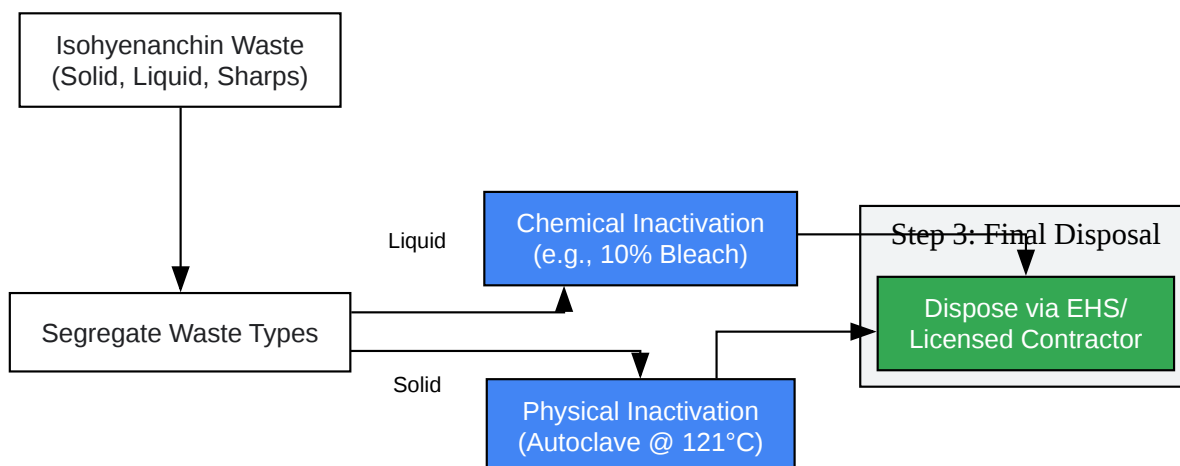 Isohyenanchin Waste
(Solid, Liquid, Sharps)
Segregate Waste Types
Liquid
Solid
Chemical Inactivation
(e.g., 10% Bleach)
Physical Inactivation
(Autoclave @ 121°C)
Step 3: Final Disposal
Dispose via EHS/
Licensed Contractor